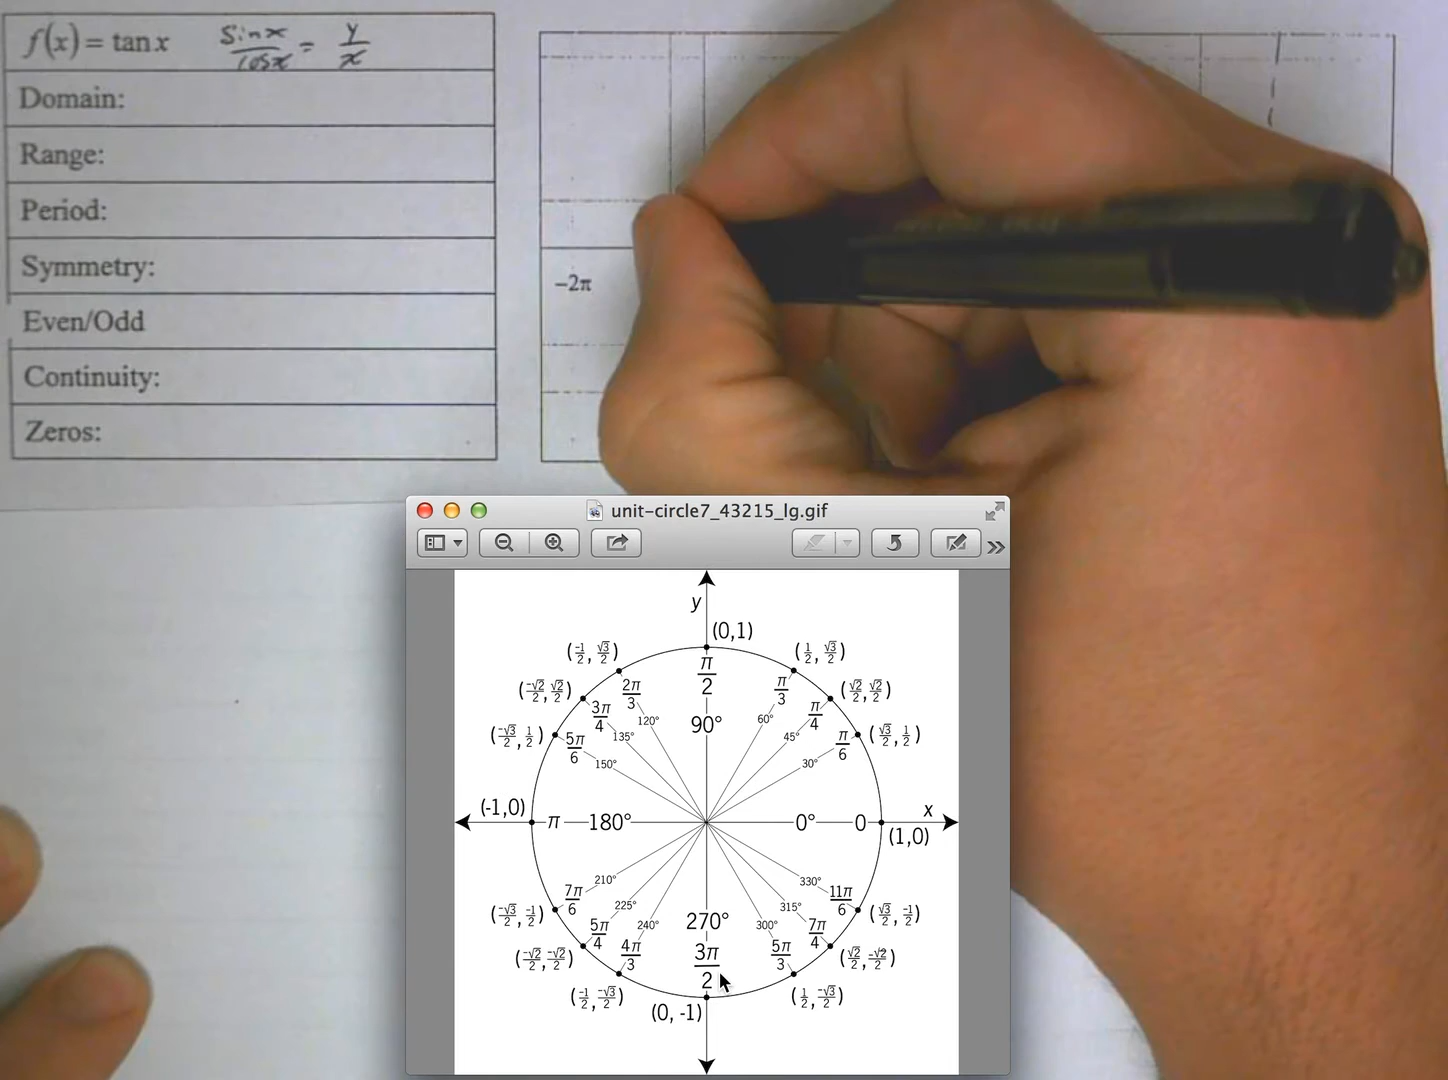 f(x) = tan x sin x / cos x = y / x
Domain:
Range:
Period:
Symmetry:
Even/Odd
Continuity:
Zeros:
−2π
unit-circle7_43215_lg.gif
y
(0,1)
(-1/2, √3/2) (1/2, √3/2)
π/2
(-√2/2, √2/2) 2π/3 π/3 (√2/2, √2/2)
3π/4 120° 90° 60° π/4
(-√3/2, 1/2) 5π/6 135° 45° π/6 (√3/2, 1/2)
150° 30°
(-1,0) x
π 180° 0° 0
(1,0)
210° 330°
7π/6 225° 315° 11π/6
(-√3/2, -1/2) 270° (√3/2, -1/2)
5π/4 240° 300° 7π/4
(-√2/2, -√2/2) 4π/3 3π/2 5π/3 (√2/2, -√2/2)
(-1/2, -√3/2) (1/2, -√3/2)
(0, -1)